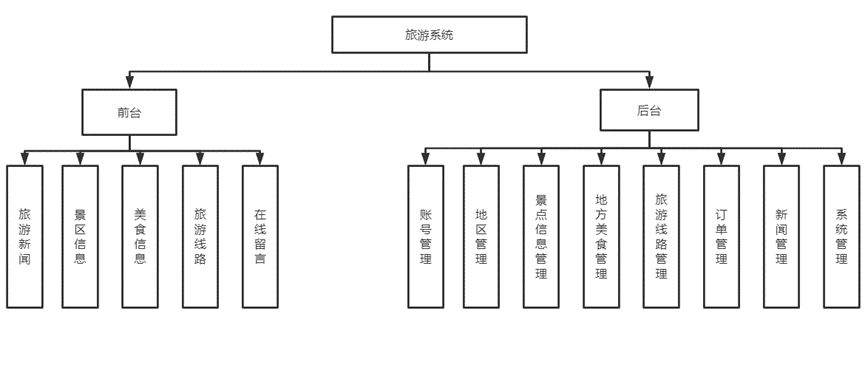 旅游系统
前台
后台
旅游新闻
景区信息
美食信息
旅游线路
在线留言
账号管理
地区管理
景点信息管理
地方美食管理
旅游线路管理
订单管理
新闻管理
系统管理